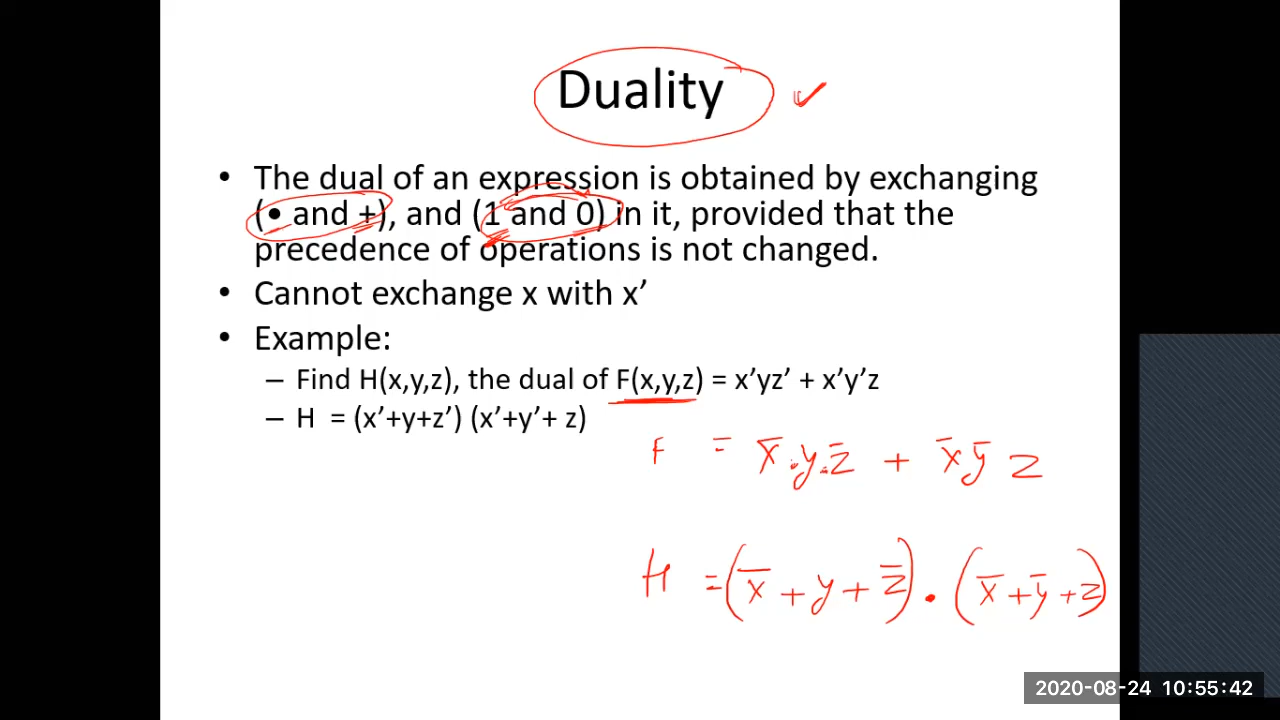 Duality
• The dual of an expression is obtained by exchanging
(• and +), and (1 and 0) in it, provided that the
precedence of operations is not changed.
• Cannot exchange x with x’
• Example:
– Find H(x,y,z), the dual of F(x,y,z) = x’yz’ + x’y’z
– H = (x’+y+z’) (x’+y’+ z)
F = x̅.y.z̅ + x̅y̅ z
H = (x̅ + y + z̅) . (x̅ + y̅ + z)
2020-08-24 10:55:42